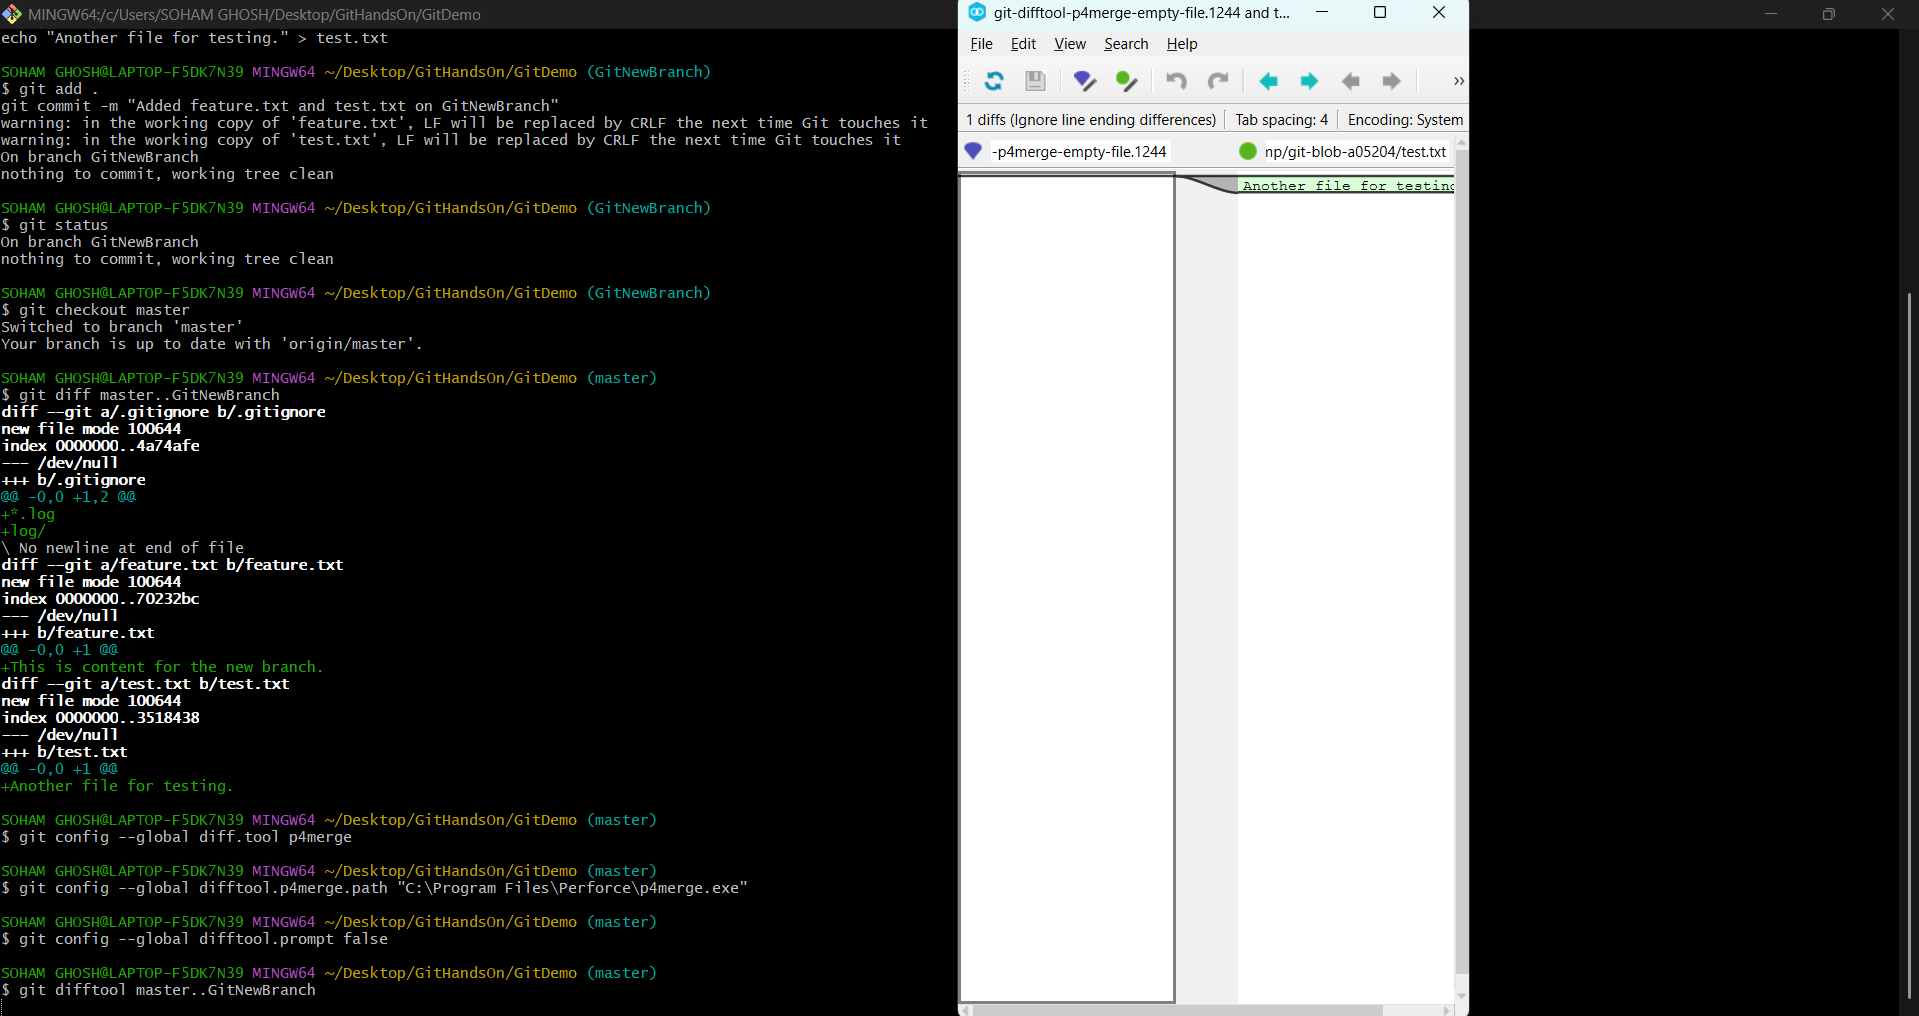 MINGW64:/c/Users/SOHAM GHOSH/Desktop/GitHandsOn/GitDemo
echo "Another file for testing." > test.txt
SOHAM GHOSH@LAPTOP-F5DK7N39 MINGW64 ~/Desktop/GitHandsOn/GitDemo (GitNewBranch)
$ git add .
git commit -m "Added feature.txt and test.txt on GitNewBranch"
warning: in the working copy of 'feature.txt', LF will be replaced by CRLF the next time Git touches it
warning: in the working copy of 'test.txt', LF will be replaced by CRLF the next time Git touches it
On branch GitNewBranch
nothing to commit, working tree clean
SOHAM GHOSH@LAPTOP-F5DK7N39 MINGW64 ~/Desktop/GitHandsOn/GitDemo (GitNewBranch)
$ git status
On branch GitNewBranch
nothing to commit, working tree clean
SOHAM GHOSH@LAPTOP-F5DK7N39 MINGW64 ~/Desktop/GitHandsOn/GitDemo (GitNewBranch)
$ git checkout master
Switched to branch 'master'
Your branch is up to date with 'origin/master'.
SOHAM GHOSH@LAPTOP-F5DK7N39 MINGW64 ~/Desktop/GitHandsOn/GitDemo (master)
$ git diff master..GitNewBranch
diff --git a/.gitignore b/.gitignore
new file mode 100644
index 0000000..4a74afe
--- /dev/null
+++ b/.gitignore
@@ -0,0 +1,2 @@
+*.log
+log/
\ No newline at end of file
diff --git a/feature.txt b/feature.txt
new file mode 100644
index 0000000..70232bc
--- /dev/null
+++ b/feature.txt
@@ -0,0 +1 @@
+This is content for the new branch.
diff --git a/test.txt b/test.txt
new file mode 100644
index 0000000..3518438
--- /dev/null
+++ b/test.txt
@@ -0,0 +1 @@
+Another file for testing.
SOHAM GHOSH@LAPTOP-F5DK7N39 MINGW64 ~/Desktop/GitHandsOn/GitDemo (master)
$ git config --global diff.tool p4merge
SOHAM GHOSH@LAPTOP-F5DK7N39 MINGW64 ~/Desktop/GitHandsOn/GitDemo (master)
$ git config --global difftool.p4merge.path "C:\Program Files\Perforce\p4merge.exe"
SOHAM GHOSH@LAPTOP-F5DK7N39 MINGW64 ~/Desktop/GitHandsOn/GitDemo (master)
$ git config --global difftool.prompt false
SOHAM GHOSH@LAPTOP-F5DK7N39 MINGW64 ~/Desktop/GitHandsOn/GitDemo (master)
$ git difftool master..GitNewBranch
git-difftool-p4merge-empty-file.1244 and t...
File Edit View Search Help
»
1 diffs (Ignore line ending differences) Tab spacing: 4 Encoding: System
-p4merge-empty-file.1244 np/git-blob-a05204/test.txt
Another file for testing